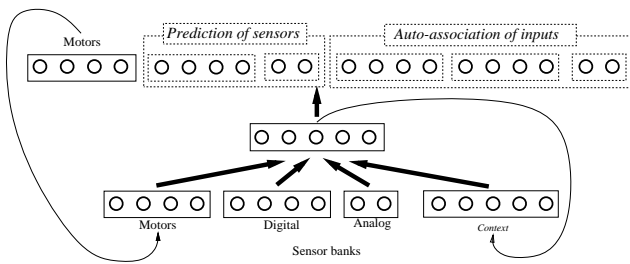 Motors
Prediction of sensors
Auto-association of inputs
Motors
Digital
Analog
Context
Sensor banks